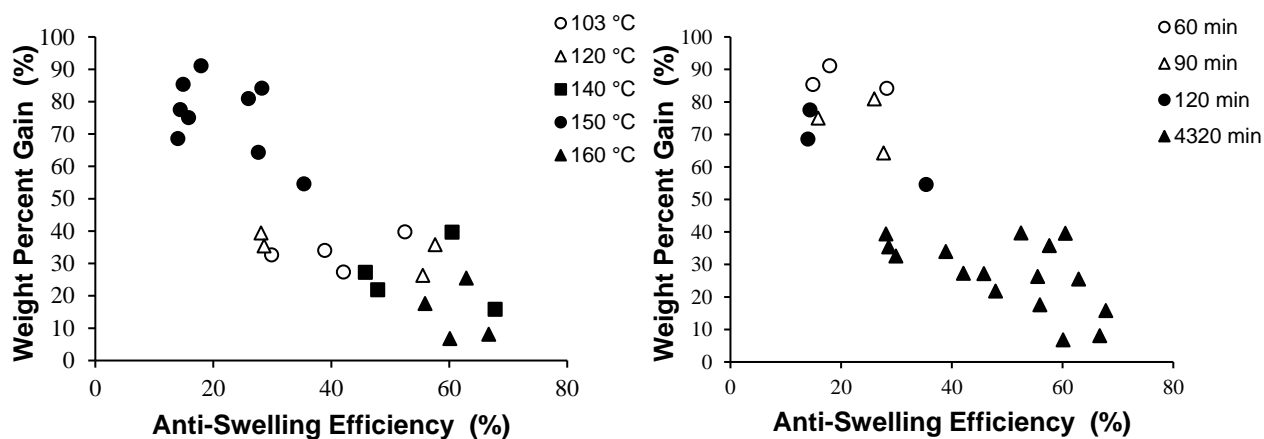 100
90
80
70
60
50
40
30
20
10
0
0 20 40 60 80
Weight Percent Gain (%)
Anti-Swelling Efficiency (%)
103 °C
120 °C
140 °C
150 °C
160 °C
100
90
80
70
60
50
40
30
20
10
0
0 20 40 60 80
Weight Percent Gain (%)
Anti-Swelling Efficiency (%)
60 min
90 min
120 min
4320 min